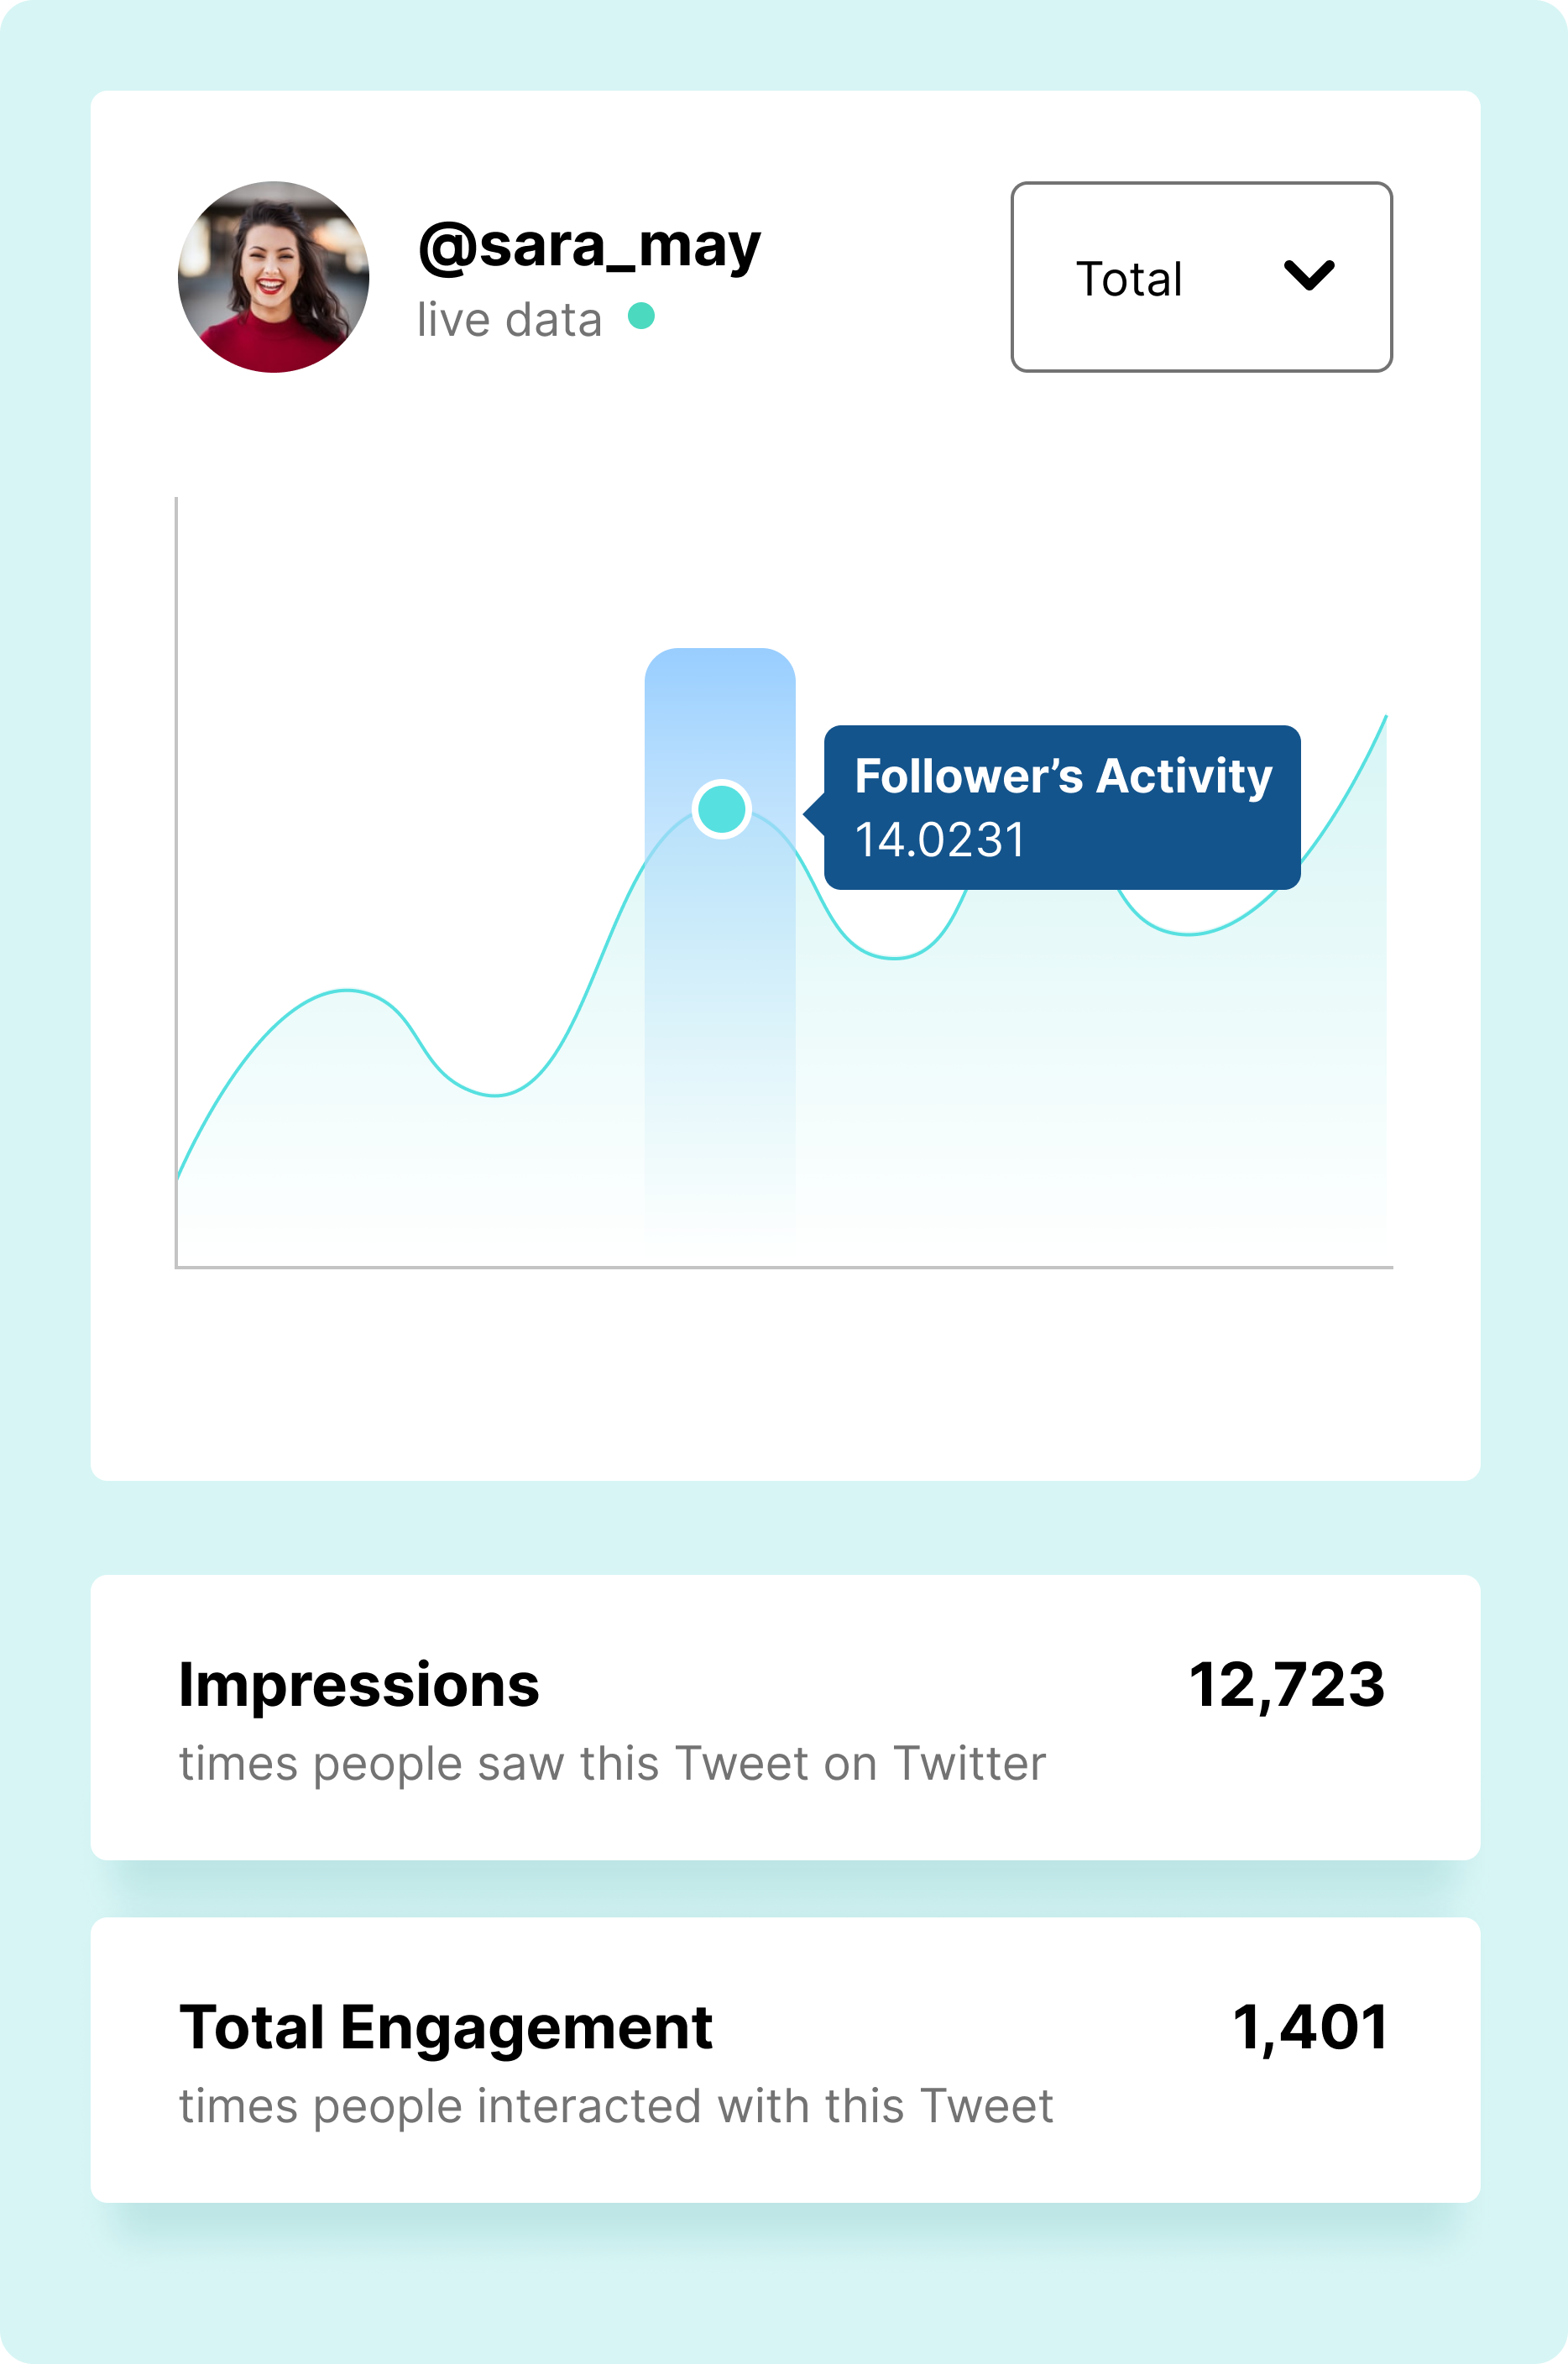 @sara_may
live data
Total
Follower’s Activity
14.0231
Impressions
12,723
times people saw this Tweet on Twitter
Total Engagement
1,401
times people interacted with this Tweet